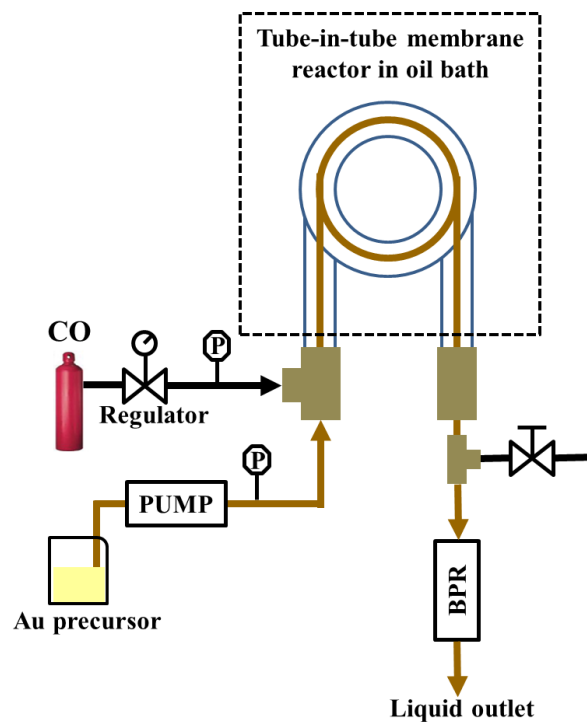 Tube-in-tube membrane
reactor in oil bath
CO
P
Regulator
P
PUMP
Au precursor
BPR
Liquid outlet